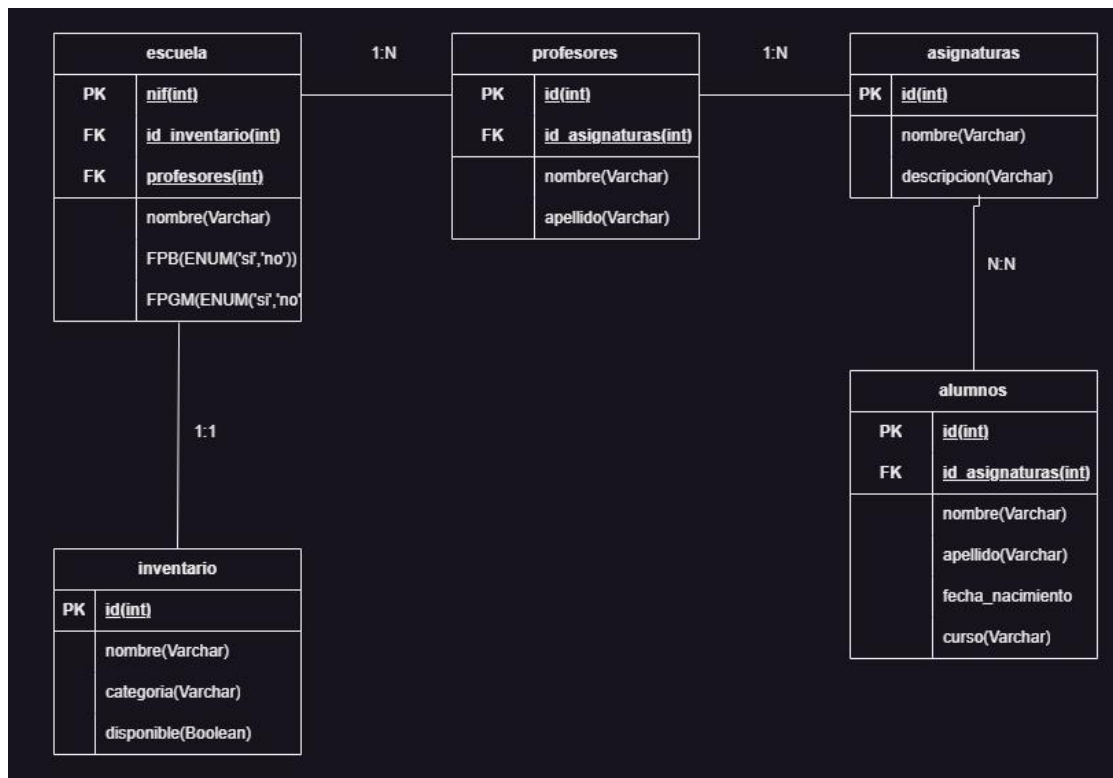 escuela
PK nif(int)
FK id_inventario(int)
FK profesores(int)
nombre(Varchar)
FPB(ENUM('si','no'))
FPGM(ENUM('si','no'
1:N
profesores
PK id(int)
FK id_asignaturas(int)
nombre(Varchar)
apellido(Varchar)
1:N
asignaturas
PK id(int)
nombre(Varchar)
descripcion(Varchar)
N:N
alumnos
PK id(int)
FK id_asignaturas(int)
nombre(Varchar)
apellido(Varchar)
fecha_nacimiento
curso(Varchar)
1:1
inventario
PK id(int)
nombre(Varchar)
categoria(Varchar)
disponible(Boolean)